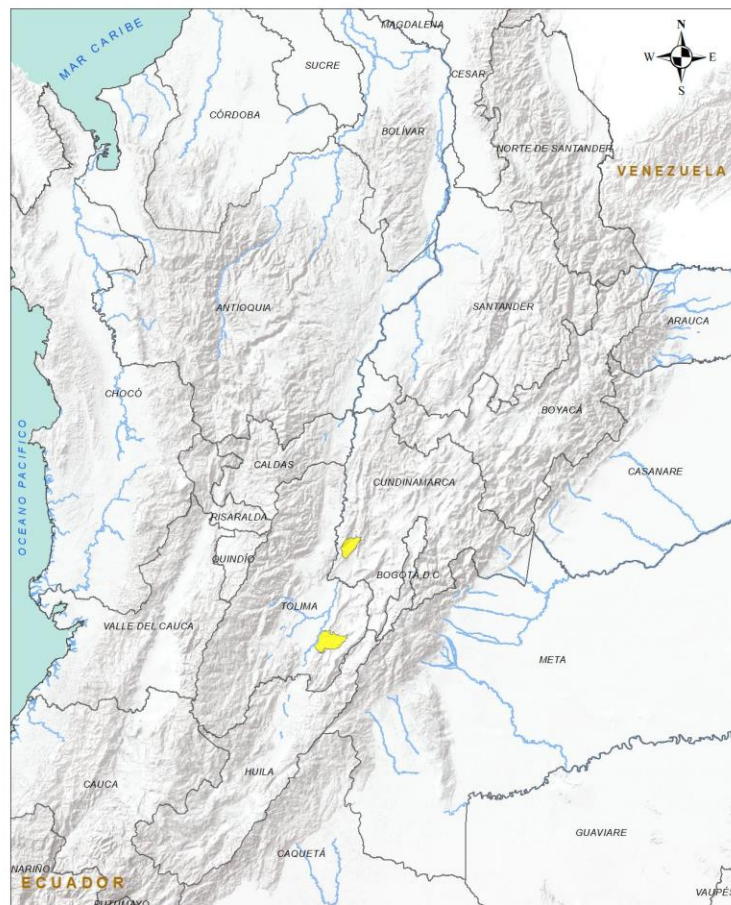 MAGDALENA
N
MAR CARIBE
SUCRE
CESAR
W
E
S
CÓRDOBA
BOLÍVAR
NORTE DE SANTANDER
VENEZUELA
ANTIOQUIA
SANTANDER
ARAUCA
CHOCÓ
BOYACÁ
OCEANO PACIFICO
CALDAS
CUNDINAMARCA
CASANARE
RISARALDA
QUINDÍO
BOGOTÁ D.C
TOLIMA
VALLE DEL CAUCA
META
HUILA
CAUCA
GUAVIARE
CAQUETÁ
NARIÑO
ECUADOR
PUTUMAYO
VAUPÉS